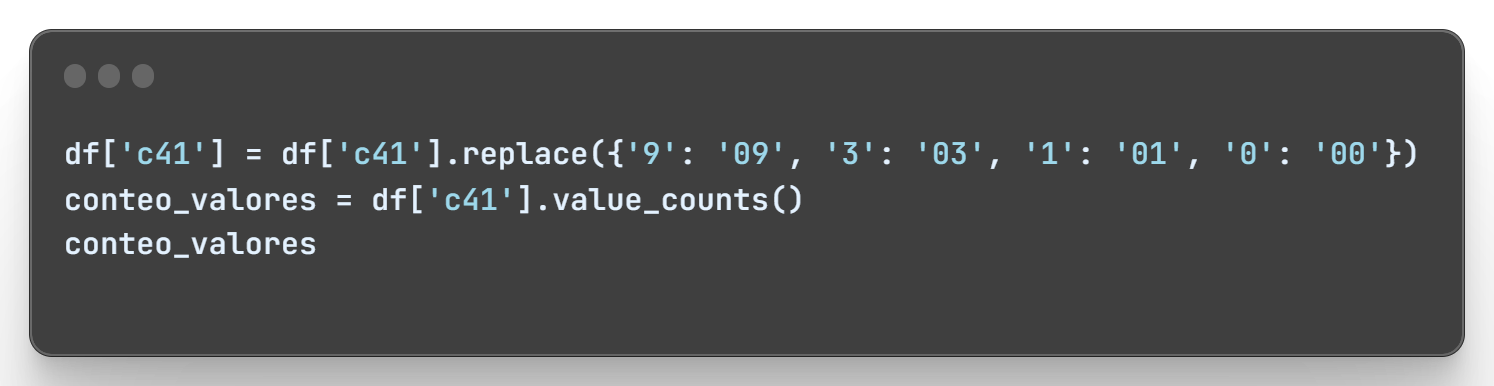 df['c41'] = df['c41'].replace({'9': '09', '3': '03', '1': '01', '0': '00'})
conteo_valores = df['c41'].value_counts()
conteo_valores